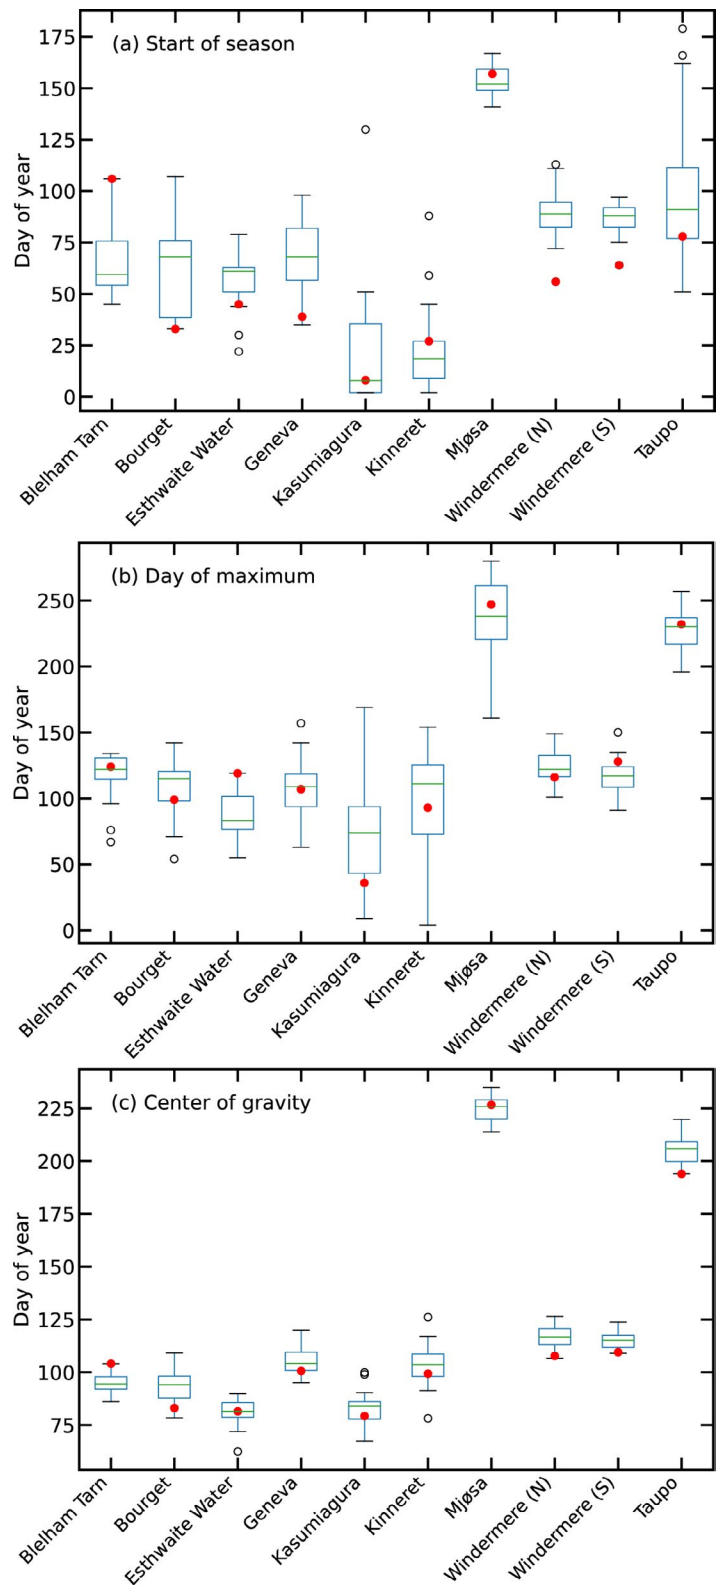 (a) Start of season
Day of year
175
150
125
100
75
50
25
0
Blelham Tarn
Bourget
Esthwaite Water
Geneva
Kasumiagura
Kinneret
Mjøsa
Windermere (N)
Windermere (S)
Taupo
(b) Day of maximum
Day of year
250
200
150
100
50
0
Blelham Tarn
Bourget
Esthwaite Water
Geneva
Kasumiagura
Kinneret
Mjøsa
Windermere (N)
Windermere (S)
Taupo
(c) Center of gravity
Day of year
225
200
175
150
125
100
75
Blelham Tarn
Bourget
Esthwaite Water
Geneva
Kasumiagura
Kinneret
Mjøsa
Windermere (N)
Windermere (S)
Taupo